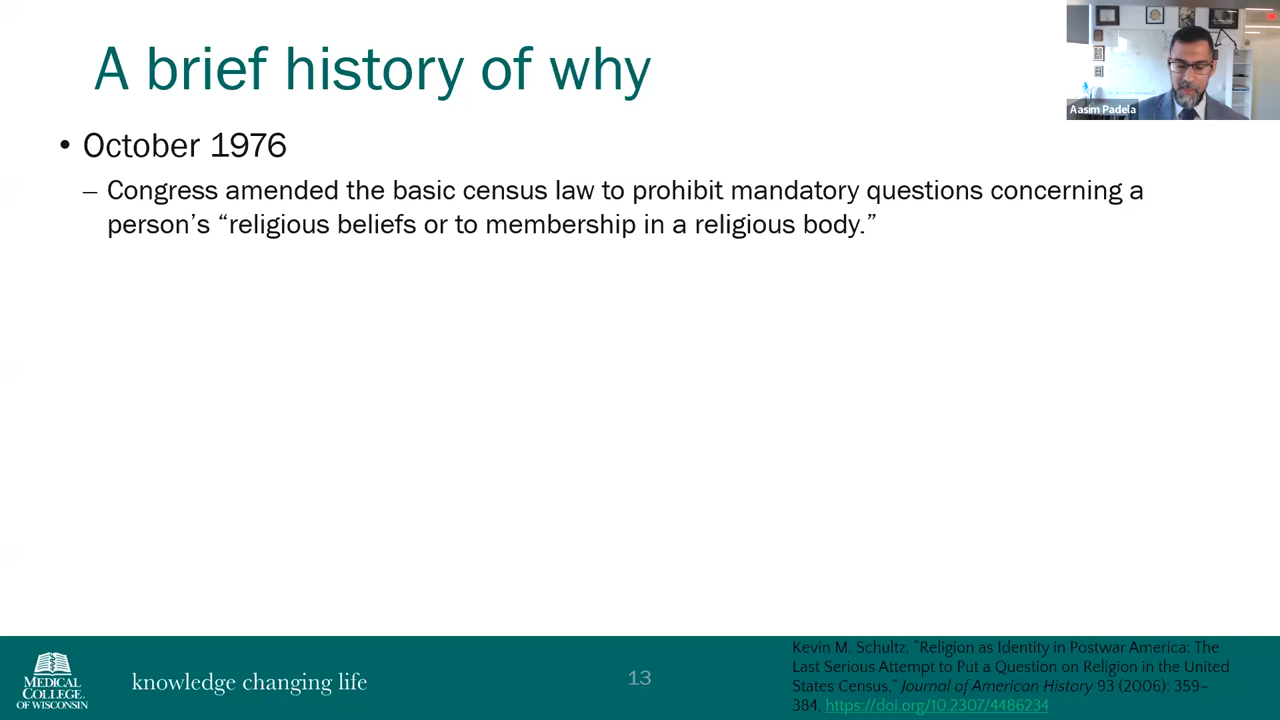 A brief history of why
Aasim Padela
• October 1976
– Congress amended the basic census law to prohibit mandatory questions concerning a
person’s “religious beliefs or to membership in a religious body.”
Kevin M. Schultz, “Religion as Identity in Postwar America: The
Last Serious Attempt to Put a Question on Religion in the United
States Census,” Journal of American History 93 (2006): 359–
384, https://doi.org/10.2307/4486234
MEDICAL
COLLEGE
OF WISCONSIN
knowledge changing life
13